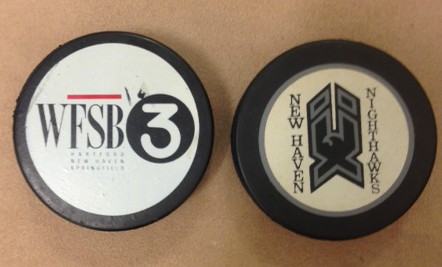 WFSB 3
HARTFORD
NEW HAVEN
SPRINGFIELD
NEW HAVEN
NIGHTHAWKS